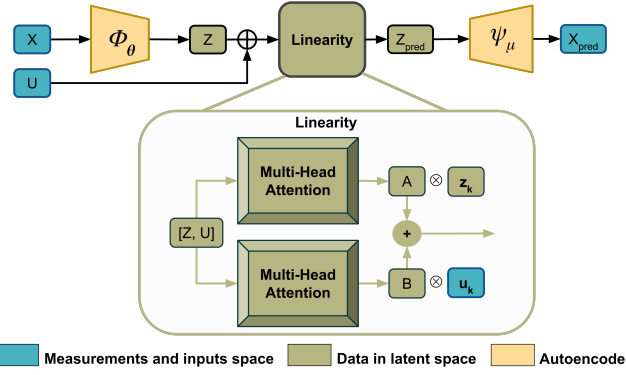 X
Φθ
Z
⊕
Linearity
Zpred
ψμ
Xpred
U
Linearity
Multi-Head
Attention
A ⊗ zk
[Z, U]
+
Multi-Head
Attention
B ⊗ uk
Measurements and inputs space
Data in latent space
Autoencode